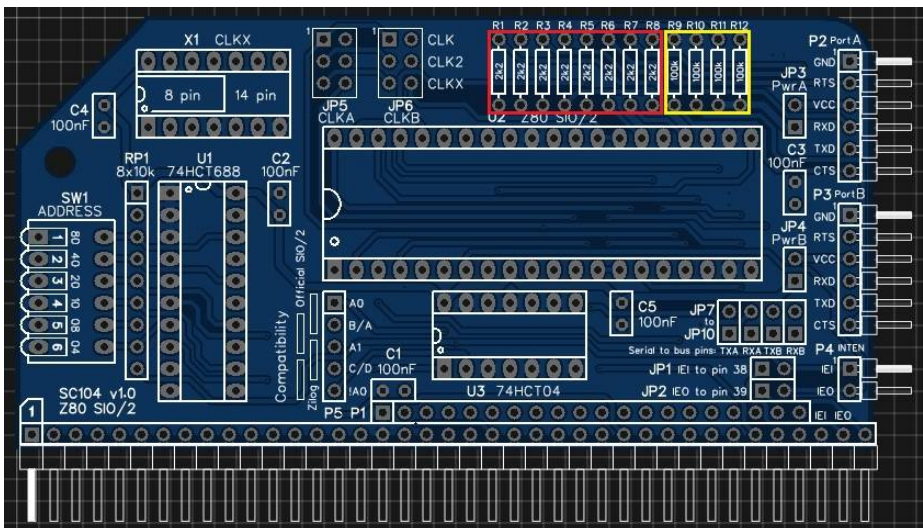 X1 CLKX
8 pin 14 pin
C4
100nF
1
1
CLK
CLK2
CLKX
JP5
CLKA
JP6
CLKB
R1 R2 R3 R4 R5 R6 R7 R8 R9 R10 R11 R12
2k2 2k2 2k2 2k2 2k2 2k2 2k2 2k2 100k 100k 100k 100k
U2 Z80 SIO/2
P2 PortA
GND
RTS
VCC
RXD
TXD
CTS
JP3
PwrA
C3
100nF
P3 PortB
1
GND
RTS
VCC
RXD
TXD
CTS
JP4
PwrB
RP1
8x10k
U1
74HCT688
C2
100nF
SW1
ADDRESS
1 80
2 40
3 20
4 10
5 08
6 04
Compatibility
Official SIO/2
Zilog
A0
B/A
A1
C/D
!A0
C1
100nF
P5 P1
U3 74HCT04
C5
100nF
JP7
to
JP10
Serial to bus pins: TXA RXA TXB RXB
JP1 IEI to pin 38
JP2 IEO to pin 39
P4 INTEN
IEI
IEO
IEI IEO
SC104 v1.0
Z80 SIO/2
1